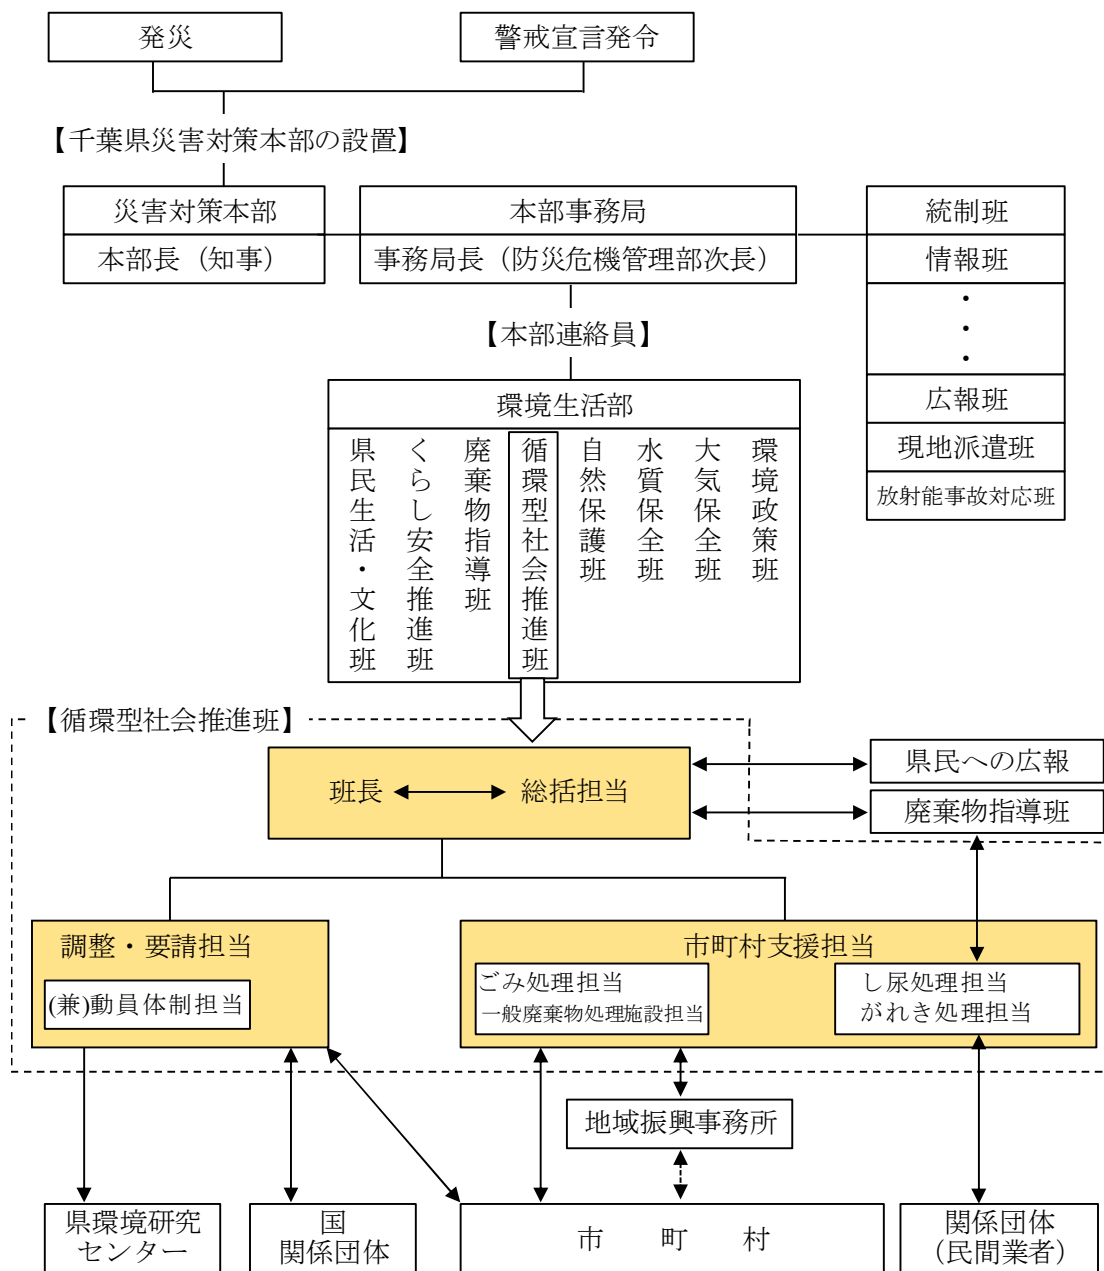 発災
警戒宣言発令
【千葉県災害対策本部の設置】
災害対策本部
本部長（知事）
本部事務局
事務局長（防災危機管理部次長）
統制班
情報班
・
・
・
広報班
現地派遣班
放射能事故対応班
【本部連絡員】
環境生活部
県民生活・文化班
くらし安全推進班
廃棄物指導班
循環型社会推進班
自然保護班
水質保全班
大気保全班
環境政策班
【循環型社会推進班】
班長
総括担当
県民への広報
廃棄物指導班
調整・要請担当
(兼)動員体制担当
市町村支援担当
ごみ処理担当
一般廃棄物処理施設担当
し尿処理担当
がれき処理担当
地域振興事務所
県環境研究
センター
国
関係団体
市　町　村
関係団体
（民間業者）